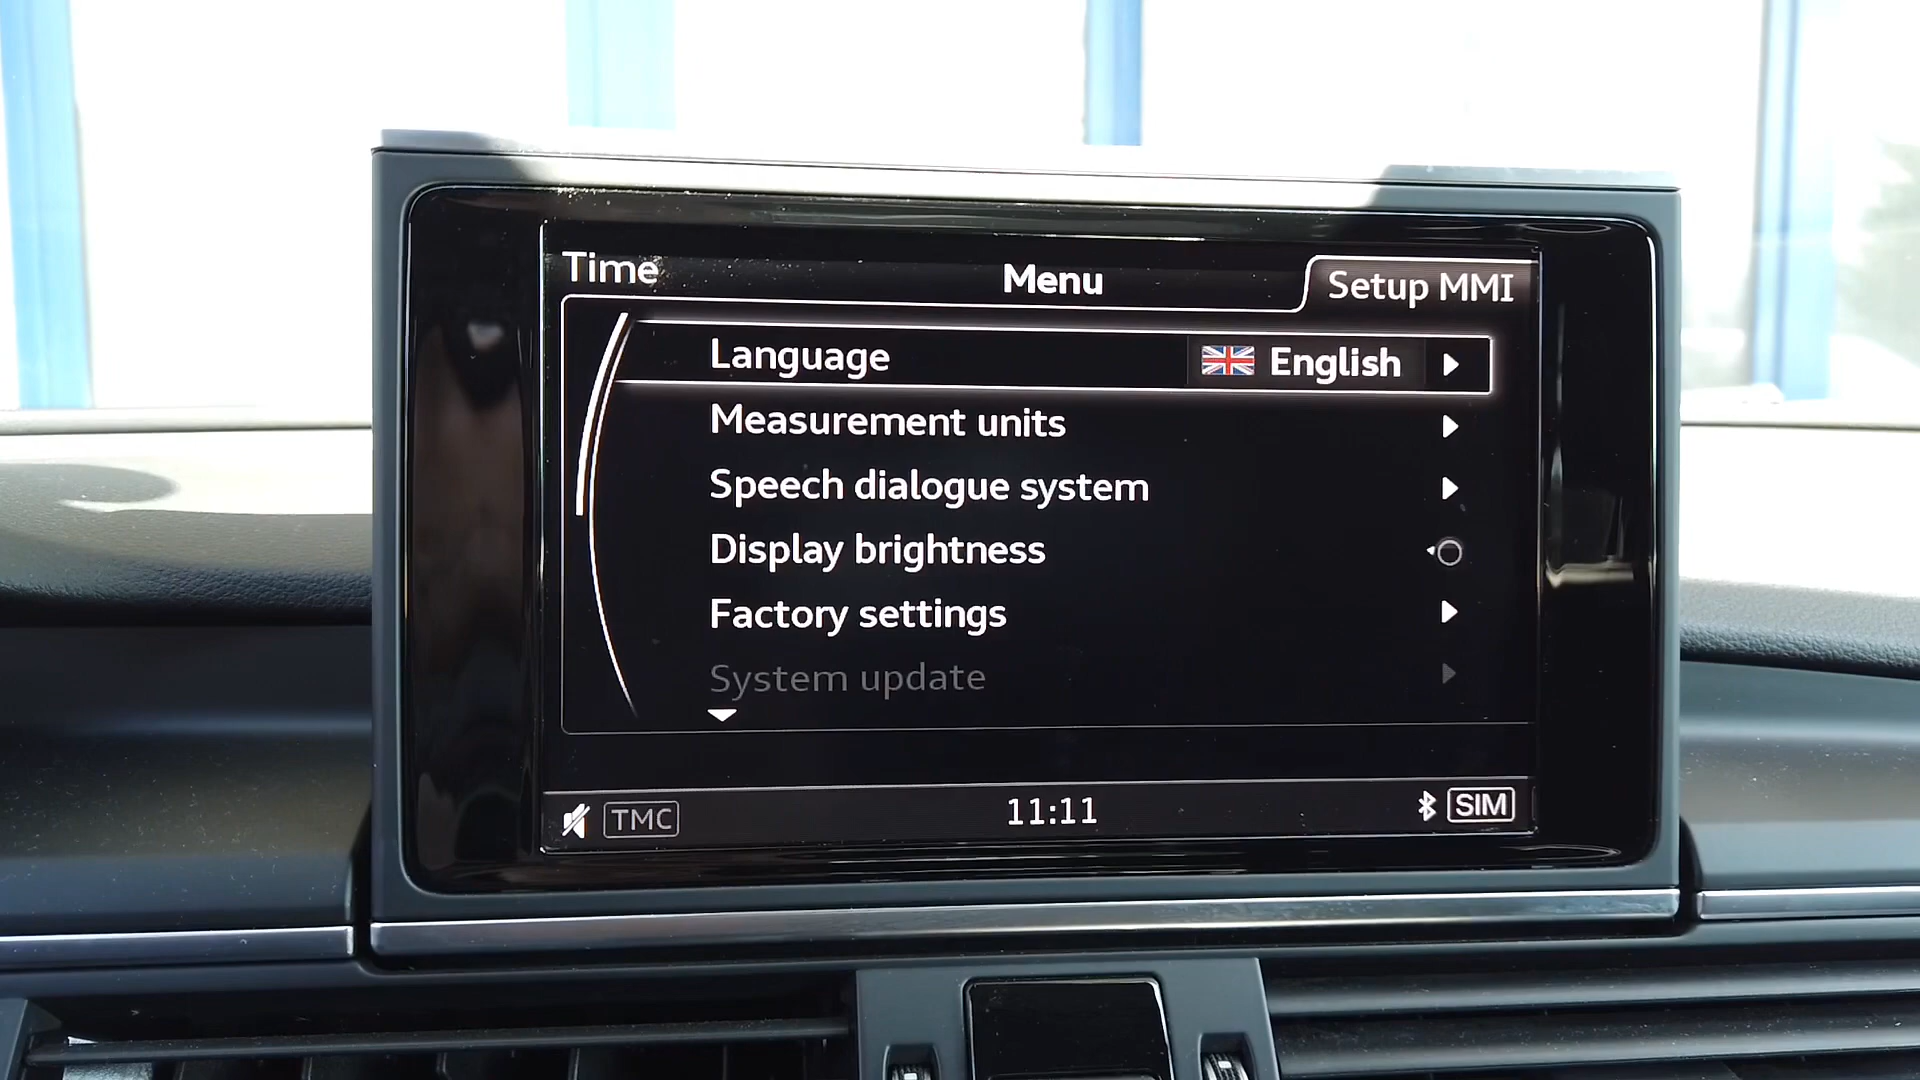 Time Menu Setup MMI
Language English
Measurement units
Speech dialogue system
Display brightness
Factory settings
System update
TMC 11:11 SIM